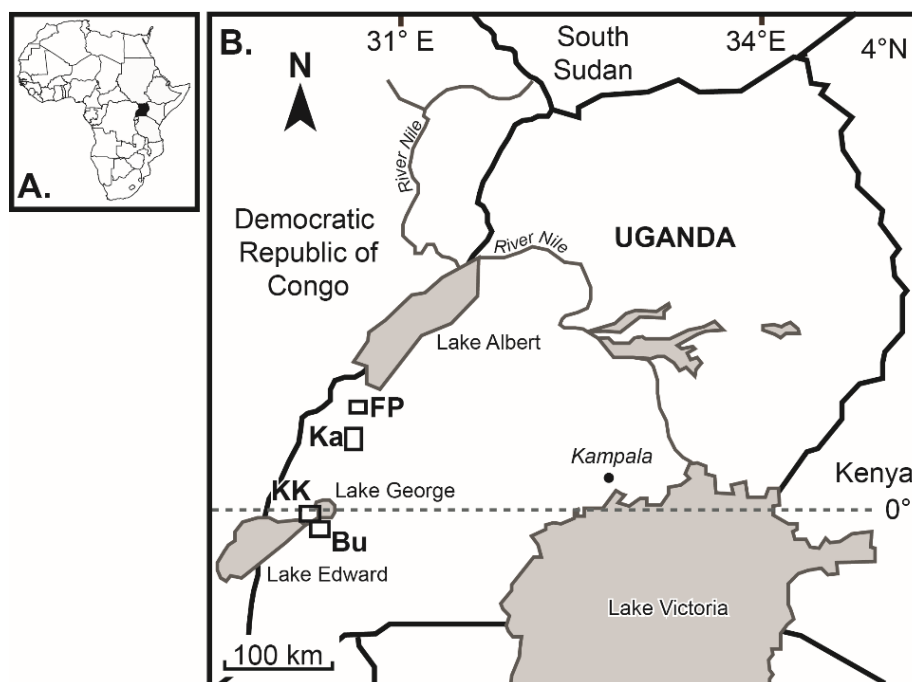 A.
B.
31° E
34° E
4°N
N
South
Sudan
River Nile
Democratic
Republic of
Congo
River Nile
UGANDA
Lake Albert
FP
Ka
Kampala
Kenya
KK
Lake George
0°
Bu
Lake Edward
Lake Victoria
100 km